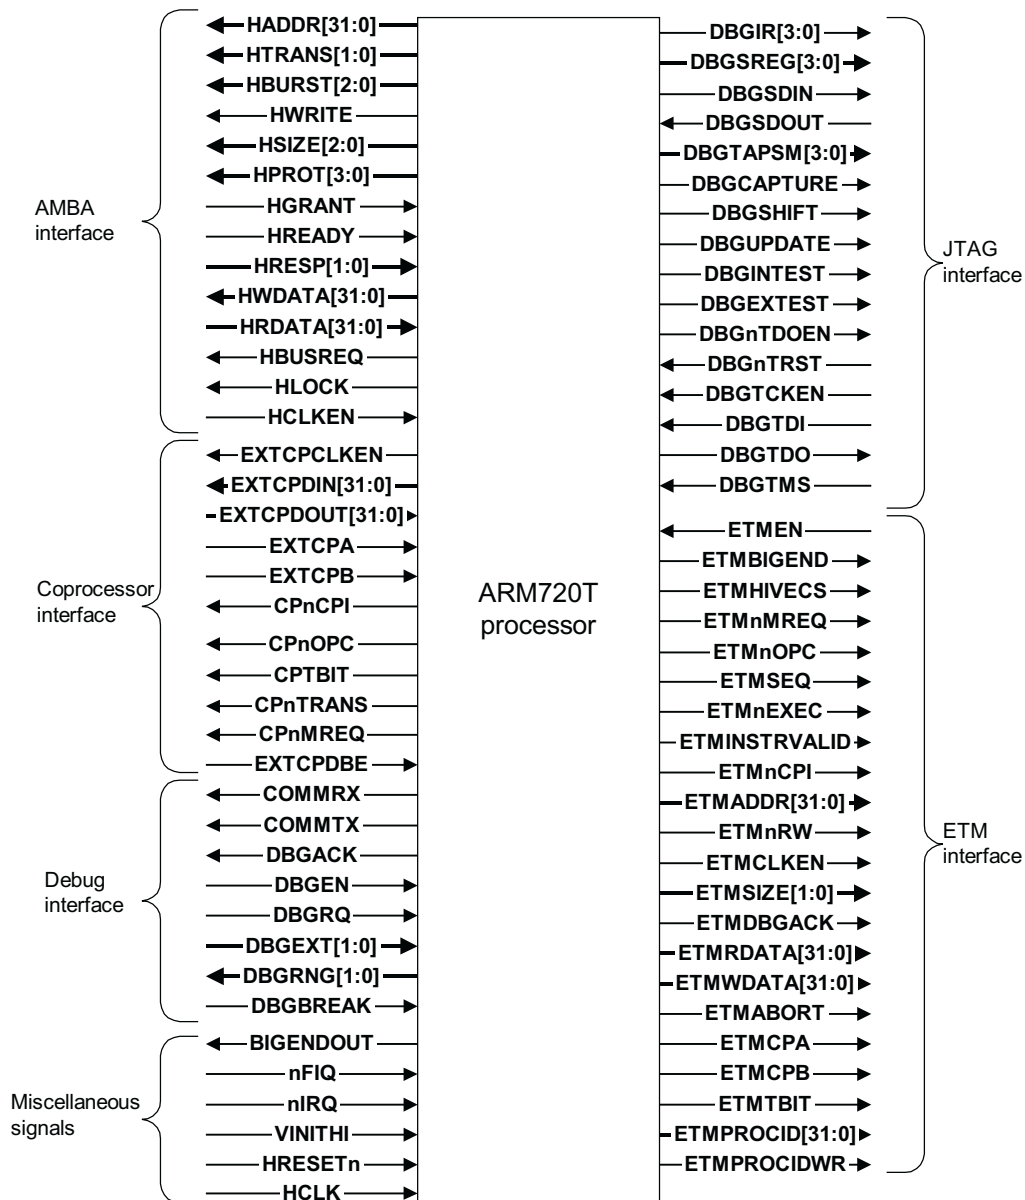 AMBA
interface
HADDR[31:0]
HTRANS[1:0]
HBURST[2:0]
HWRITE
HSIZE[2:0]
HPROT[3:0]
HGRANT
HREADY
HRESP[1:0]
HWDATA[31:0]
HRDATA[31:0]
HBUSREQ
HLOCK
HCLKEN
Coprocessor
interface
EXTCPCLKEN
EXTCPDIN[31:0]
EXTCPDOUT[31:0]
EXTCPA
EXTCPB
CPnCPI
CPnOPC
CPTBIT
CPnTRANS
CPnMREQ
EXTCPDBE
Debug
interface
COMMRX
COMMTX
DBGACK
DBGEN
DBGRQ
DBGEXT[1:0]
DBGRNG[1:0]
DBGBREAK
Miscellaneous
signals
BIGENDOUT
nFIQ
nIRQ
VINITHI
HRESETn
HCLK
ARM720T
processor
DBGIR[3:0]
DBGSREG[3:0]
DBGSDIN
DBGSDOUT
DBGTAPSM[3:0]
DBGCAPTURE
DBGSHIFT
DBGUPDATE
DBGINTEST
DBGEXTEST
DBGnTDOEN
DBGnTRST
DBGTCKEN
DBGTDI
DBGTDO
DBGTMS
JTAG
interface
ETMEN
ETMBIGEND
ETMHIVECS
ETMnMREQ
ETMnOPC
ETMSEQ
ETMnEXEC
ETMINSTRVALID
ETMnCPI
ETMADDR[31:0]
ETMnRW
ETMCLKEN
ETMSIZE[1:0]
ETMDBGACK
ETMRDATA[31:0]
ETMWDATA[31:0]
ETMABORT
ETMCPA
ETMCPB
ETMTBIT
ETMPROCID[31:0]
ETMPROCIDWR
ETM
interface